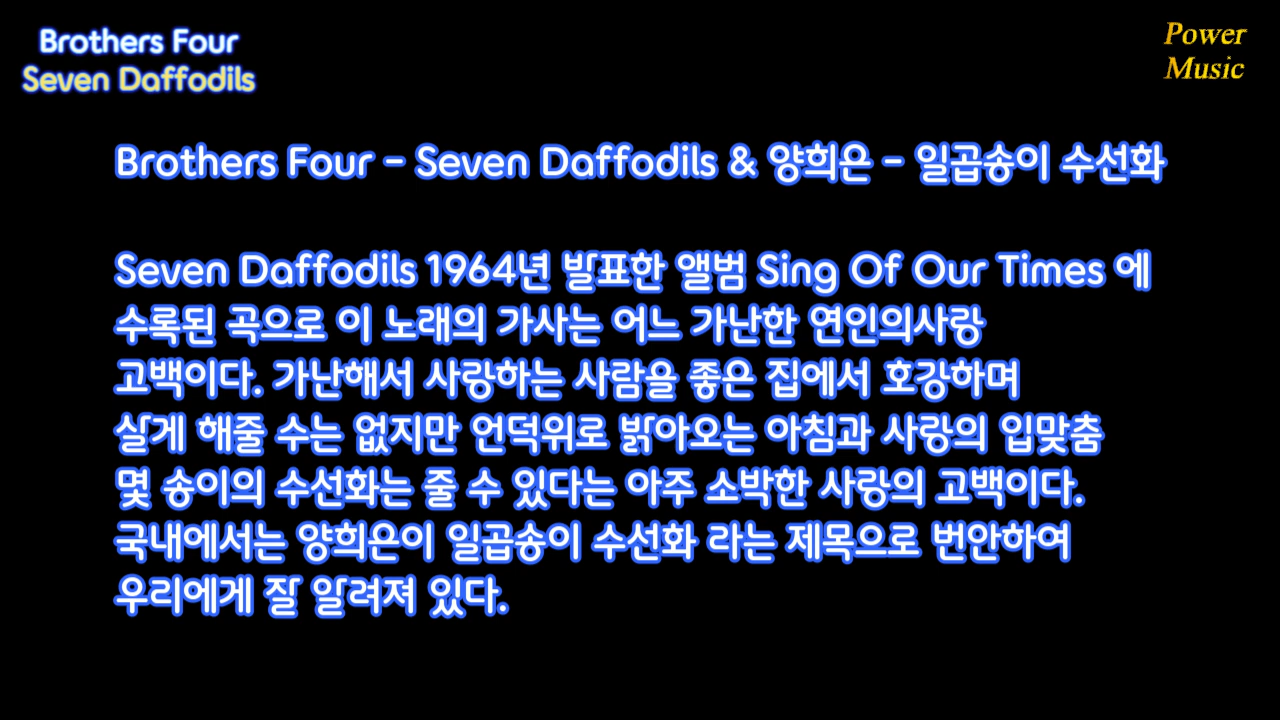 Brothers Four
Seven Daffodils
Power
Music
Brothers Four - Seven Daffodils & 양희은 - 일곱송이 수선화
Seven Daffodils 1964년 발표한 앨범 Sing Of Our Times 에
수록된 곡으로 이 노래의 가사는 어느 가난한 연인의사랑
고백이다. 가난해서 사랑하는 사람을 좋은 집에서 호강하며
살게 해줄 수는 없지만 언덕위로 밝아오는 아침과 사랑의 입맞춤
몇 송이의 수선화는 줄 수 있다는 아주 소박한 사랑의 고백이다.
국내에서는 양희은이 일곱송이 수선화 라는 제목으로 번안하여
우리에게 잘 알려져 있다.